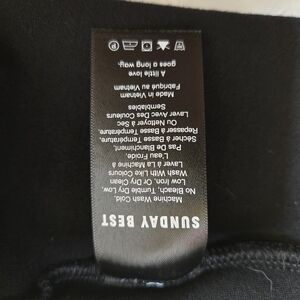 SUNDAY BEST
Machine Wash Cold,
No Bleach, Tumble Dry Low,
Low Iron, Or Dry Clean
Wash With Like Colours
Laver À La Machine À
L'eau Froide,
Pas De Blanchiment,
Sécher À Basse Température,
Repasser À Basse Température,
Ou Nettoyer À Sec
Laver Avec Des Couleurs
Semblables
Made in Vietnam
Fabriqué au Vietnam
A little love
goes a long way.